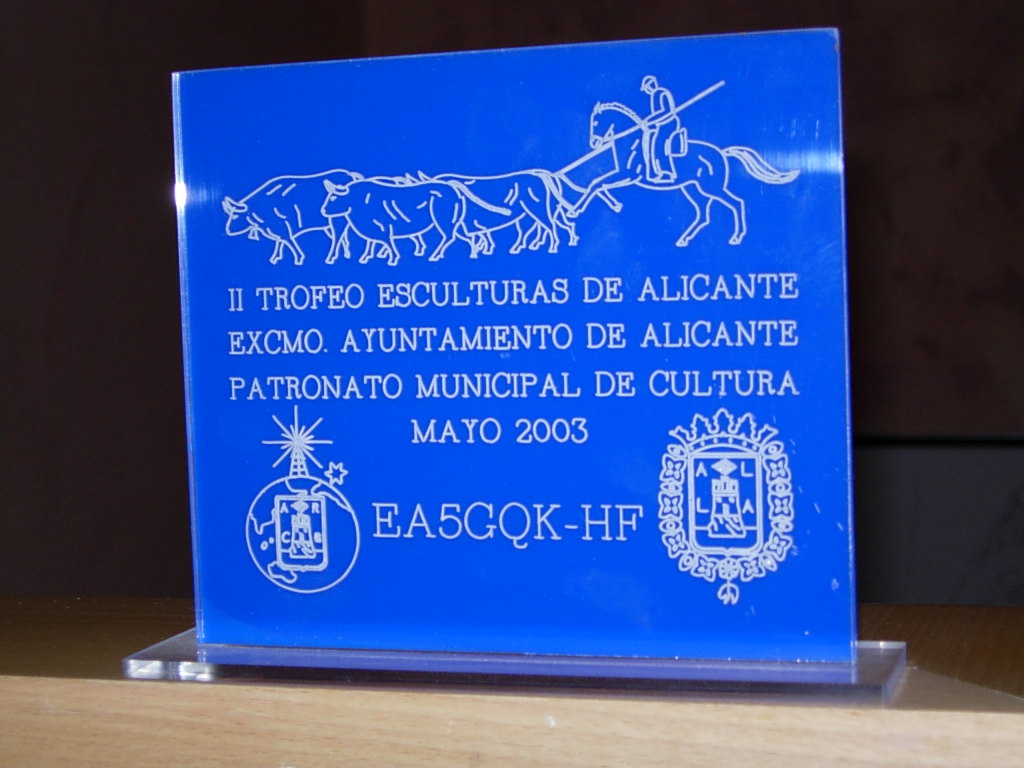 II TROFEO ESCULTURAS DE ALICANTE
EXCMO. AYUNTAMIENTO DE ALICANTE
PATRONATO MUNICIPAL DE CULTURA
MAYO 2003
EA5GQK-HF
A R
C B
A L
L A